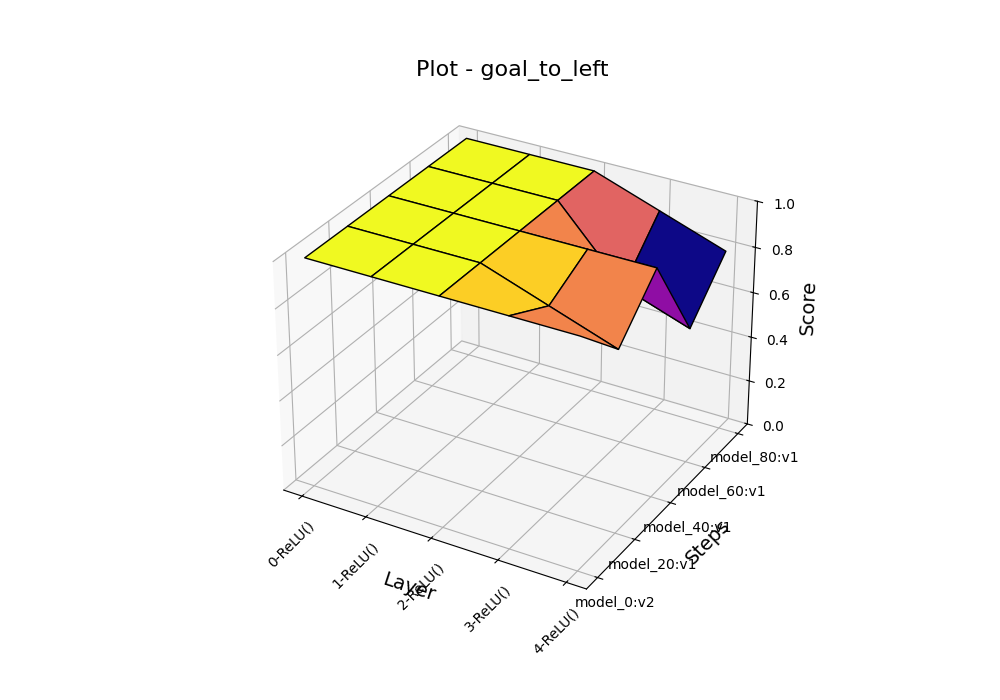 Plot - goal_to_left
1.0
0.8
Score
0.6
0.4
0.2
0.0
model_80:v1
model_60:v1
model_40:v1
Steps
model_20:v1
model_0:v2
0-ReLU()
1-ReLU()
Layer
2-ReLU()
3-ReLU()
4-ReLU()